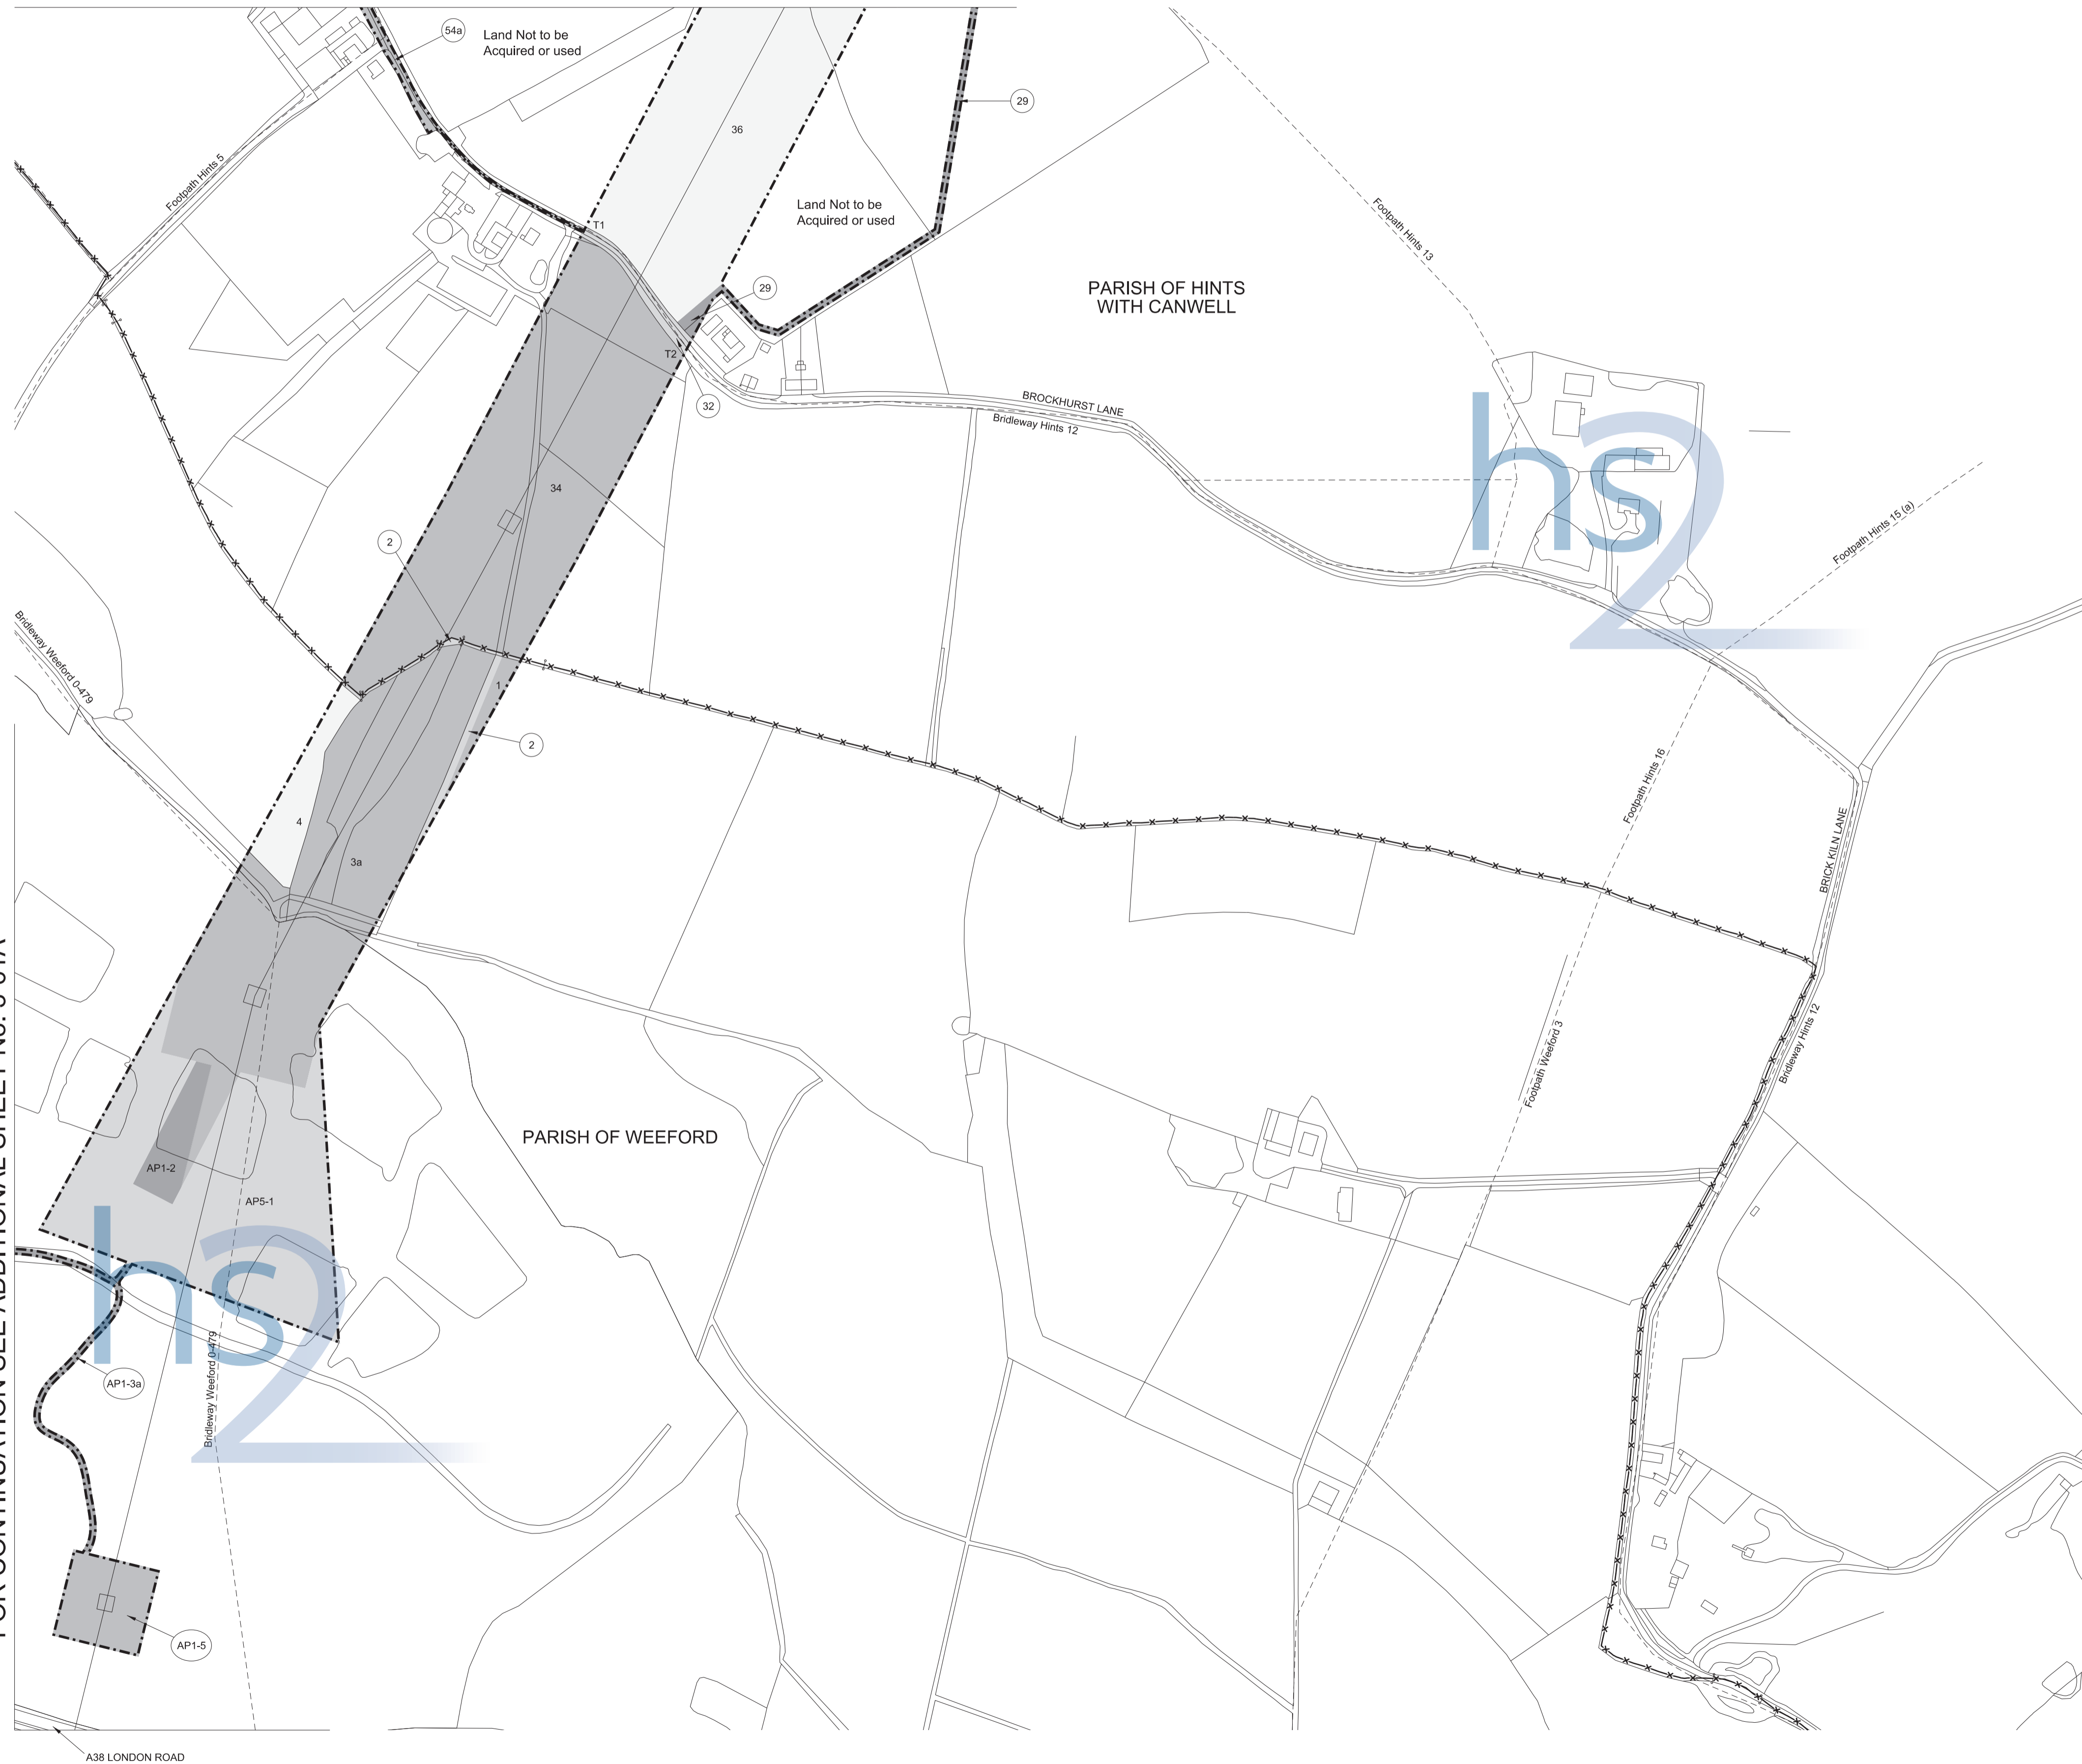 54a
Land Not to be
Acquired or used
36
29
Footpath Hints 5
Land Not to be
Acquired or used
T1
Footpath Hints 13
29
PARISH OF HINTS
WITH CANWELL
T2
32
BROCKHURST LANE
Bridleway Hints 12
hs2
34
2
Footpath Hints 15 (a)
Bridleway Weeford 0-479
1
2
Footpath Hints 16
4
3a
BRICK KILN LANE
Footpath Weeford 3
Bridleway Hints 12
PARISH OF WEEFORD
AP1-2
AP5-1
hs2
Bridleway Weeford 0-479
AP1-3a
AP1-5
A38 LONDON ROAD